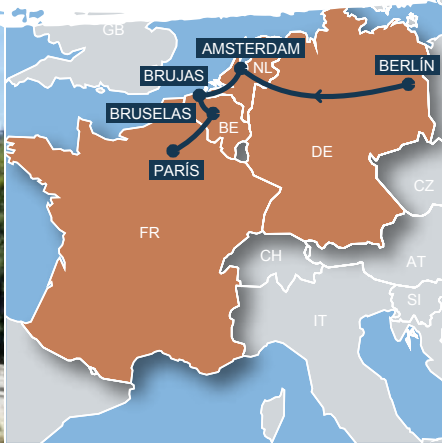 GB
AMSTERDAM
NL
BRUJAS
BERLÍN
BRUSELAS
BE
PARÍS
DE
CZ
FR
CH
AT
SI
IT